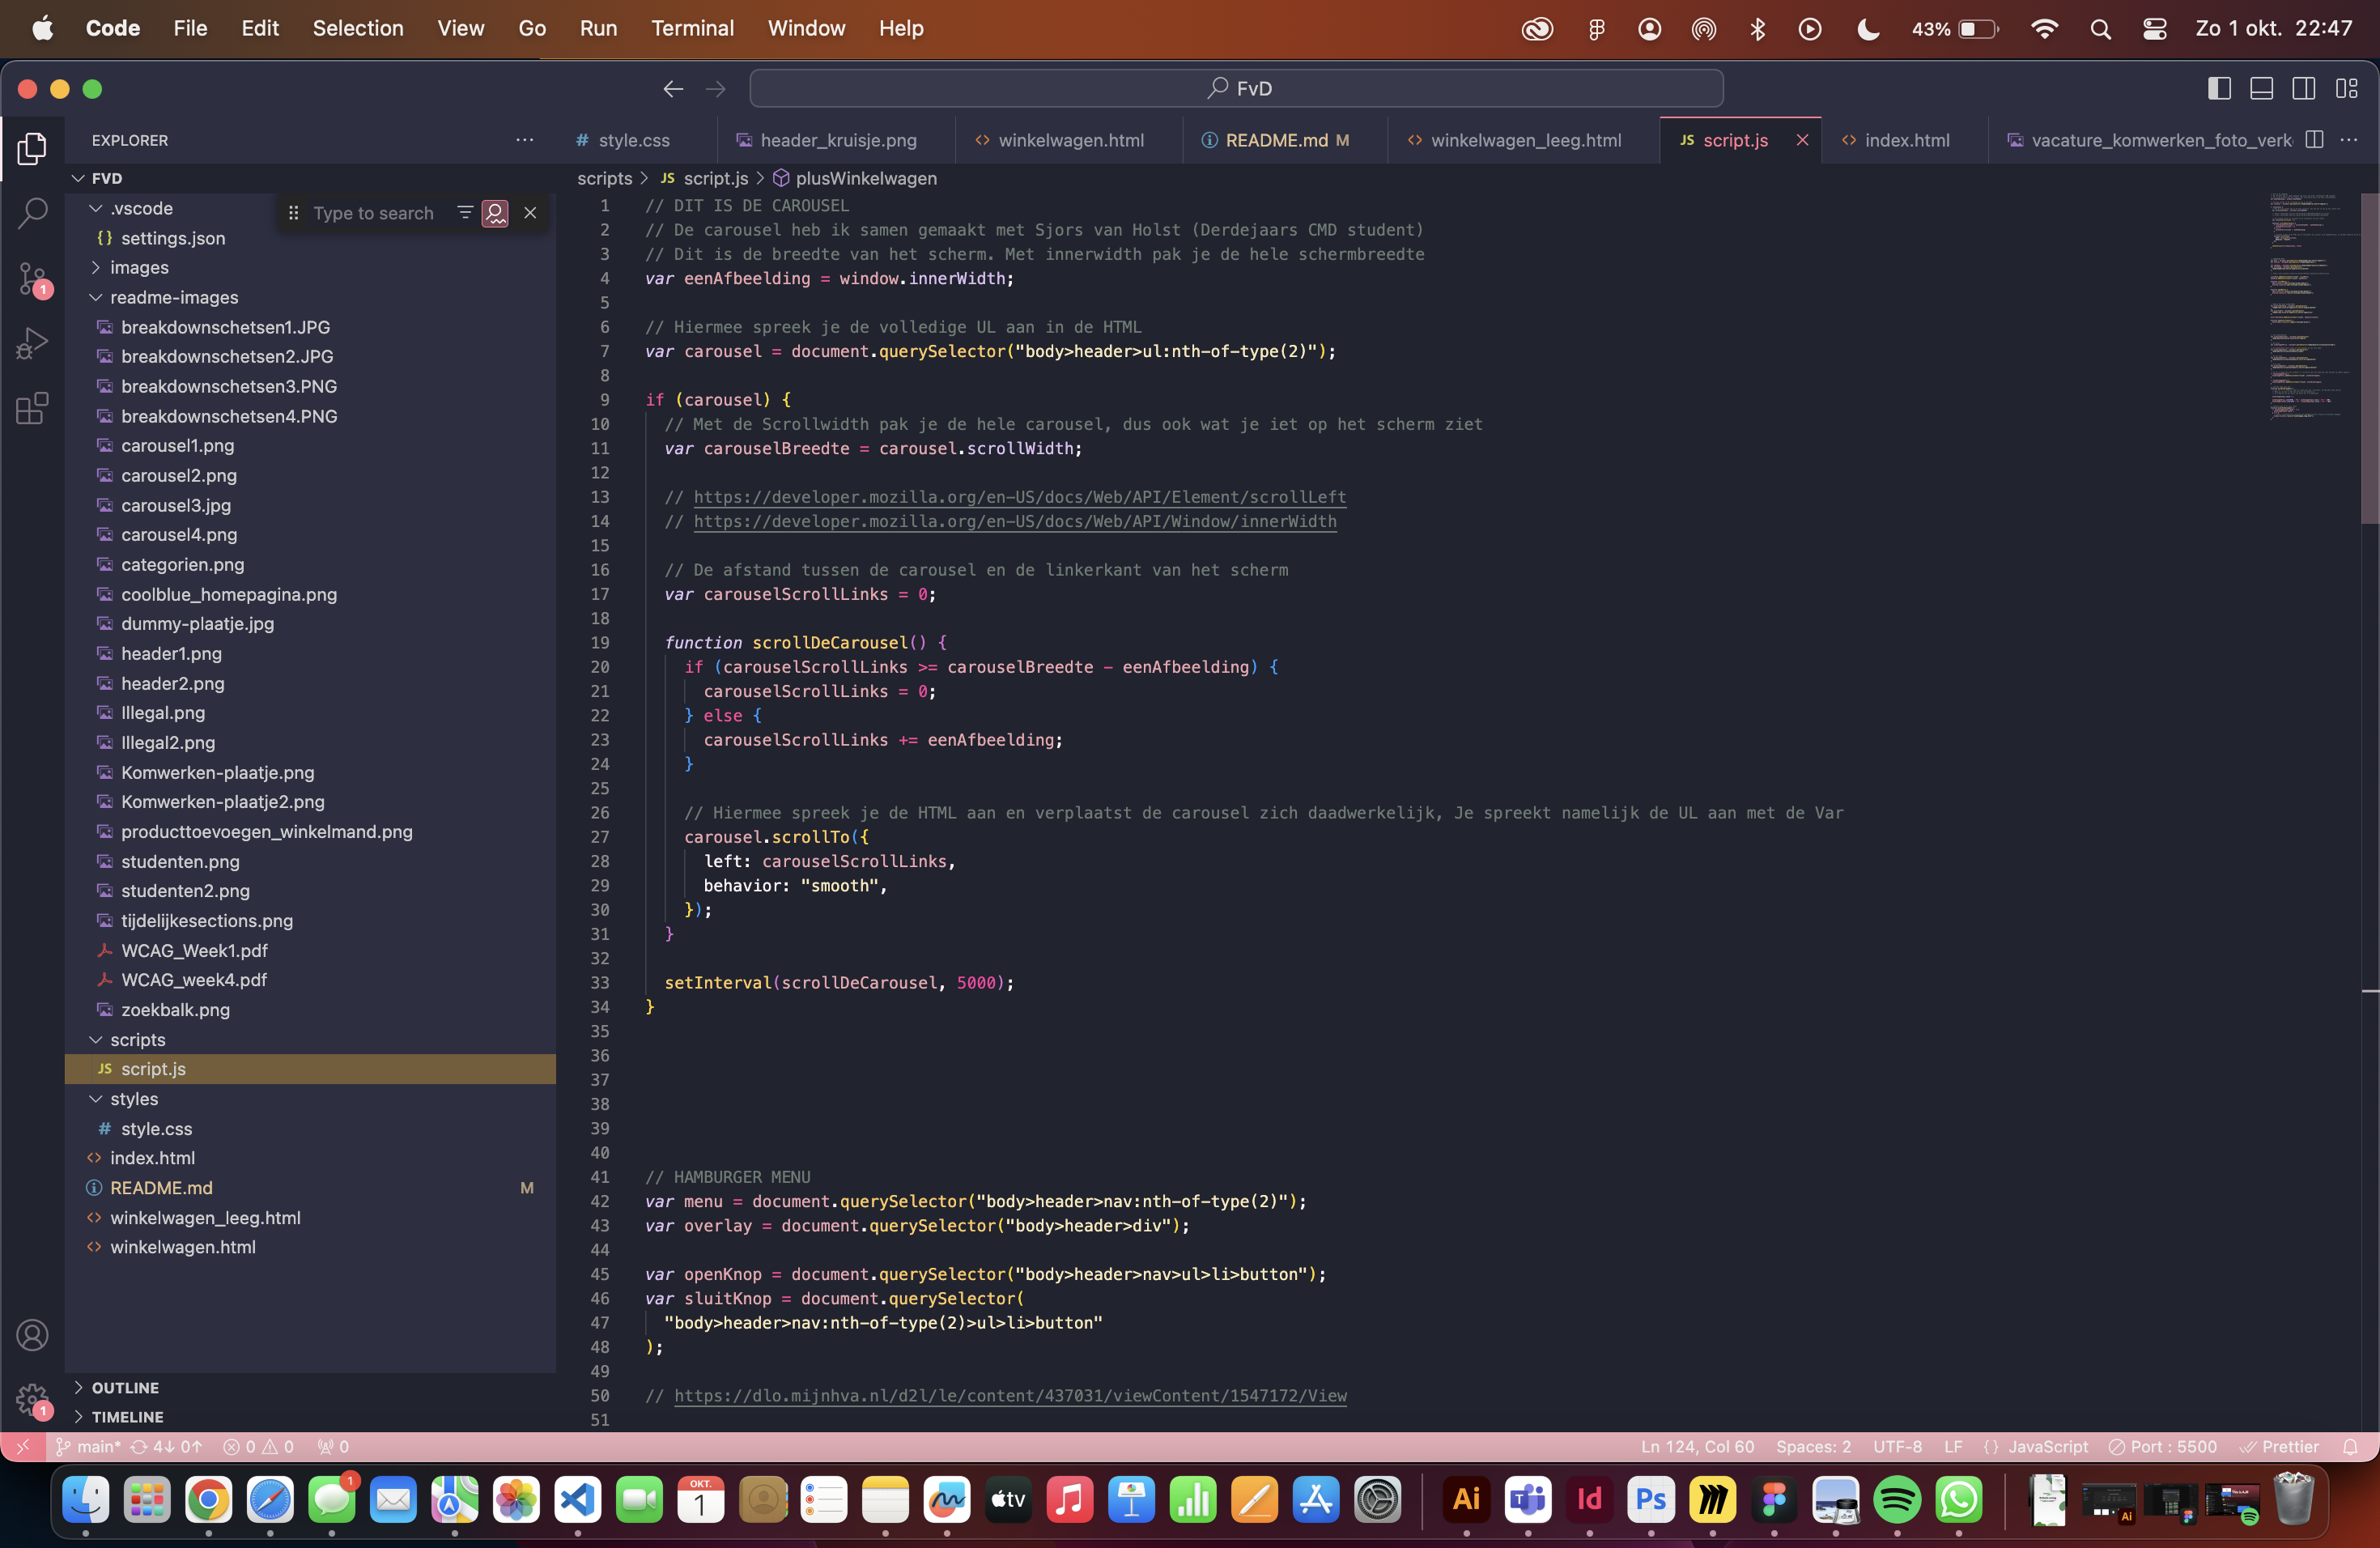 Code File Edit Selection View Go Run Terminal Window Help 43% Zo 1 okt. 22:47
FvD
EXPLORER
style.css header_kruisje.png winkelwagen.html README.md M winkelwagen_leeg.html JS script.js index.html vacature_komwerken_foto_verk
FVD
scripts > JS script.js > plusWinkelwagen
Type to search
.vscode
{} settings.json
images
readme-images
breakdownschetsen1.JPG
breakdownschetsen2.JPG
breakdownschetsen3.PNG
breakdownschetsen4.PNG
carousel1.png
carousel2.png
carousel3.jpg
carousel4.png
categorien.png
coolblue_homepagina.png
dummy-plaatje.jpg
header1.png
header2.png
Illegal.png
Illegal2.png
Komwerken-plaatje.png
Komwerken-plaatje2.png
producttoevoegen_winkelmand.png
studenten.png
studenten2.png
tijdelijkesections.png
WCAG_Week1.pdf
WCAG_week4.pdf
zoekbalk.png
scripts
JS script.js
styles
# style.css
<> index.html
README.md M
<> winkelwagen_leeg.html
<> winkelwagen.html
OUTLINE
TIMELINE
1 // DIT IS DE CAROUSEL
2 // De carousel heb ik samen gemaakt met Sjors van Holst (Derdejaars CMD student)
3 // Dit is de breedte van het scherm. Met innerwidth pak je de hele schermbreedte
4 var eenAfbeelding = window.innerWidth;
5
6 // Hiermee spreek je de volledige UL aan in de HTML
7 var carousel = document.querySelector("body>header>ul:nth-of-type(2)");
8
9 if (carousel) {
10 // Met de Scrollwidth pak je de hele carousel, dus ook wat je iet op het scherm ziet
11 var carouselBreedte = carousel.scrollWidth;
12
13 // https://developer.mozilla.org/en-US/docs/Web/API/Element/scrollLeft
14 // https://developer.mozilla.org/en-US/docs/Web/API/Window/innerWidth
15
16 // De afstand tussen de carousel en de linkerkant van het scherm
17 var carouselScrollLinks = 0;
18
19 function scrollDeCarousel() {
20 if (carouselScrollLinks >= carouselBreedte - eenAfbeelding) {
21 carouselScrollLinks = 0;
22 } else {
23 carouselScrollLinks += eenAfbeelding;
24 }
25
26 // Hiermee spreek je de HTML aan en verplaatst de carousel zich daadwerkelijk, Je spreekt namelijk de UL aan met de Var
27 carousel.scrollTo({
28 left: carouselScrollLinks,
29 behavior: "smooth",
30 });
31 }
32
33 setInterval(scrollDeCarousel, 5000);
34 }
35
36
37
38
39
40
41 // HAMBURGER MENU
42 var menu = document.querySelector("body>header>nav:nth-of-type(2)");
43 var overlay = document.querySelector("body>header>div");
44
45 var openKnop = document.querySelector("body>header>nav>ul>li>button");
46 var sluitKnop = document.querySelector(
47 "body>header>nav:nth-of-type(2)>ul>li>button"
48 );
49
50 // https://dlo.mijnhva.nl/d2l/le/content/437031/viewContent/1547172/View
51
main* 4↓ 0↑ 0 0 0 Ln 124, Col 60 Spaces: 2 UTF-8 LF {} JavaScript Port : 5500 Prettier
1 OKT. 1 tv Ai Id Ps